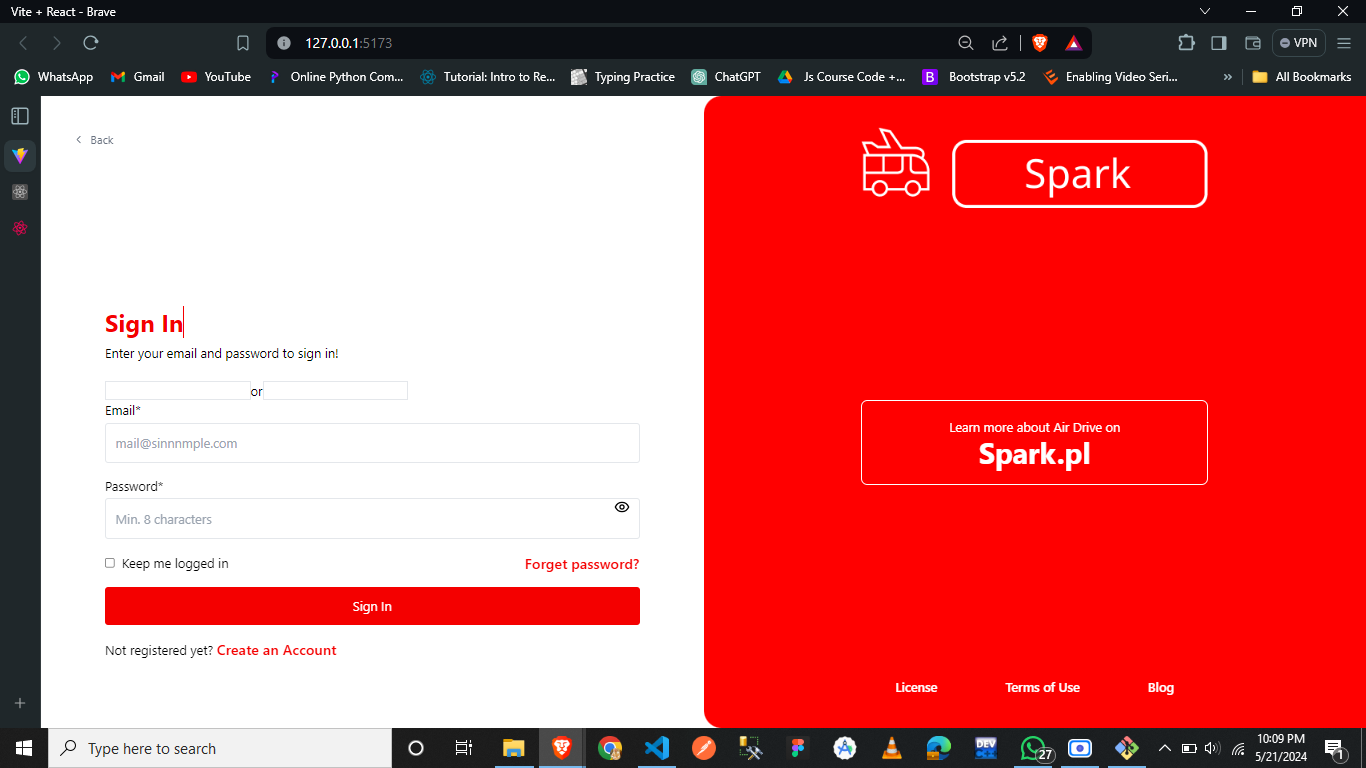 Vite + React - Brave
127.0.0.1:5173
VPN
WhatsApp
Gmail
YouTube
Online Python Com...
Tutorial: Intro to Re...
Typing Practice
ChatGPT
Js Course Code +...
B
Bootstrap v5.2
Enabling Video Seri...
»
All Bookmarks
Back
Spark
Sign In
Enter your email and password to sign in!
or
Email*
mail@sinnnmple.com
Learn more about Air Drive on
Spark.pl
Password*
Min. 8 characters
Keep me logged in
Forget password?
Sign In
Not registered yet? Create an Account
License
Terms of Use
Blog
Type here to search
DEV
27
10:09 PM
5/21/2024
1